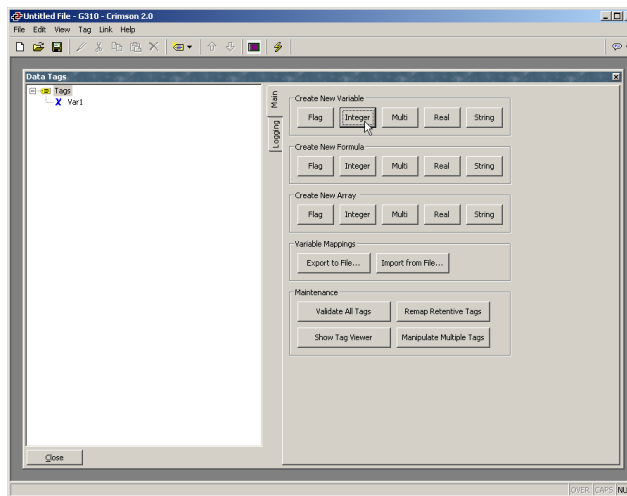 Untitled File - G310 - Crimson 2.0
File Edit View Tag Link Help
Data Tags
Tags
Var1
Main
Logging
Create New Variable
Flag Integer Multi Real String
Create New Formula
Flag Integer Multi Real String
Create New Array
Flag Integer Multi Real String
Variable Mappings
Export to File... Import from File...
Maintenance
Validate All Tags Remap Retentive Tags
Show Tag Viewer Manipulate Multiple Tags
Close
OVER CAPS NU